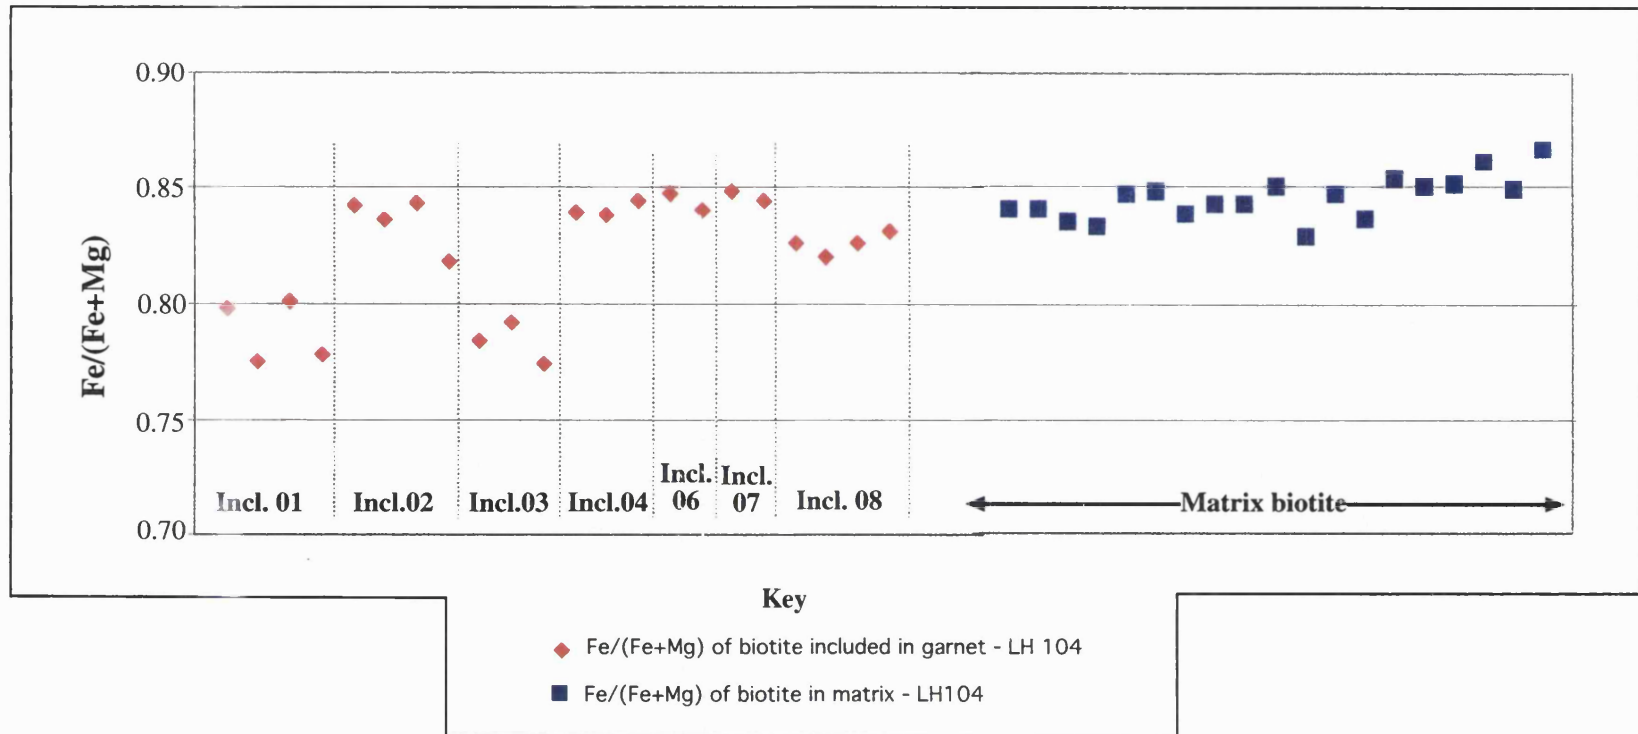 0.90
0.85
0.80
0.75
0.70
Fe/(Fe+Mg)
Incl. 01
Incl.02
Incl.03
Incl.04
Incl.
06
Incl.
07
Incl. 08
Matrix biotite
Key
Fe/(Fe+Mg) of biotite included in garnet - LH 104
Fe/(Fe+Mg) of biotite in matrix - LH104